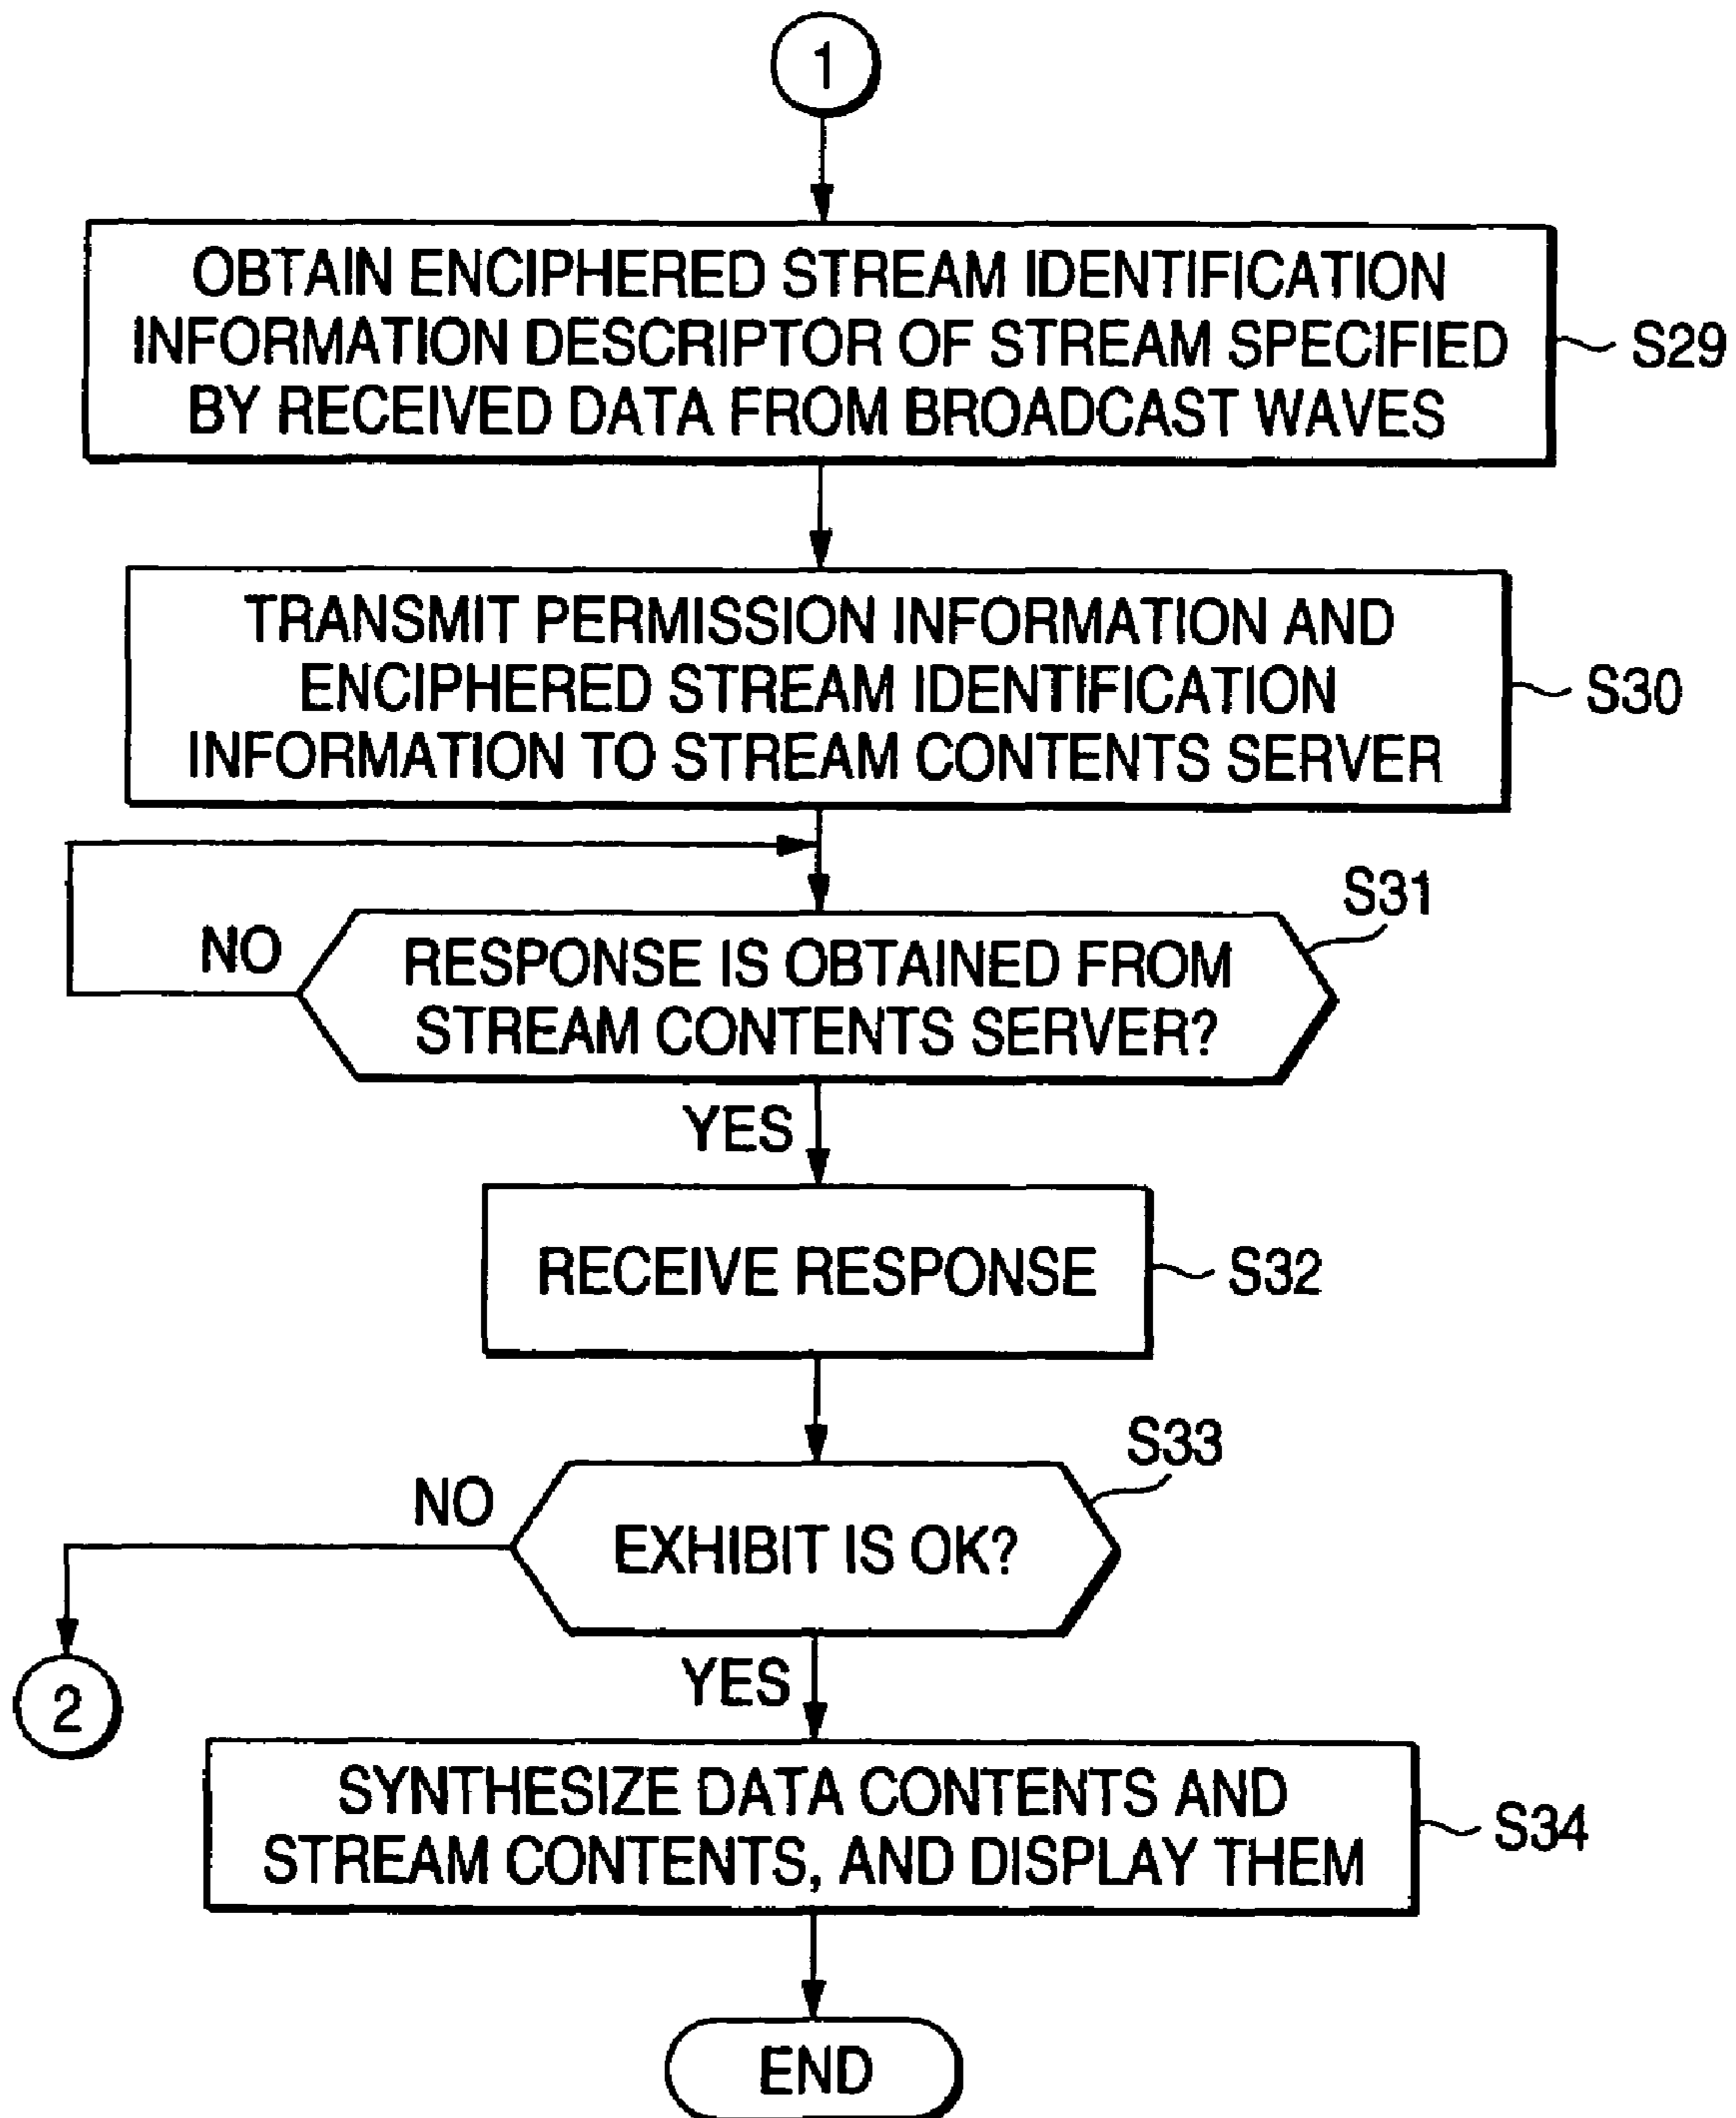 1
OBTAIN ENCIPHERED STREAM IDENTIFICATION
INFORMATION DESCRIPTOR OF STREAM SPECIFIED
BY RECEIVED DATA FROM BROADCAST WAVES
S29
TRANSMIT PERMISSION INFORMATION AND
ENCIPHERED STREAM IDENTIFICATION
INFORMATION TO STREAM CONTENTS SERVER
S30
S31
NO
RESPONSE IS OBTAINED FROM
STREAM CONTENTS SERVER?
YES
RECEIVE RESPONSE
S32
S33
NO
EXHIBIT IS OK?
YES
2
SYNTHESIZE DATA CONTENTS AND
STREAM CONTENTS, AND DISPLAY THEM
S34
END